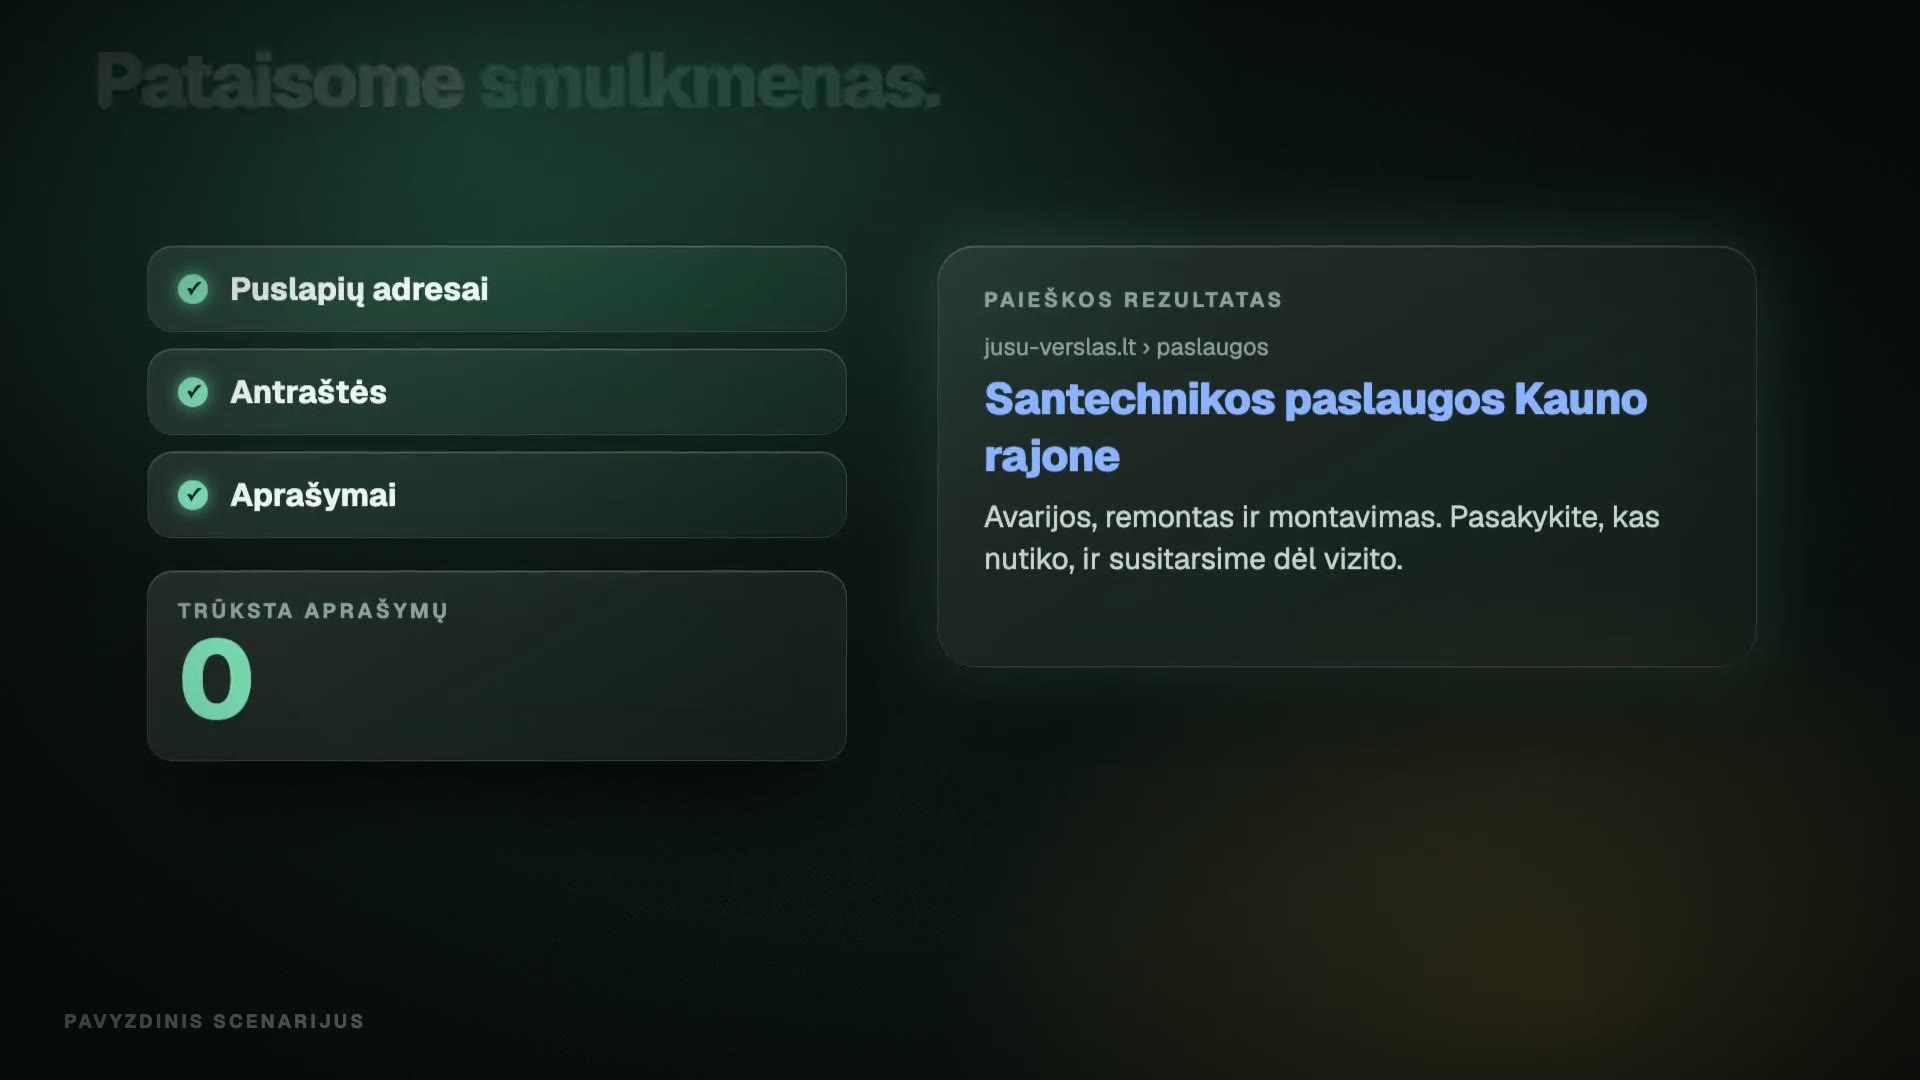 Pataisome smulkmenas.
Puslapių adresai
Antraštės
Aprašymai
TRŪKSTA APRAŠYMŲ
0
PAIEŠKOS REZULTATAS
jusu-verslas.lt › paslaugos
Santechnikos paslaugos Kauno
rajone
Avarijos, remontas ir montavimas. Pasakykite, kas
nutiko, ir susitarsime dėl vizito.
PAVYZDINIS SCENARIJUS